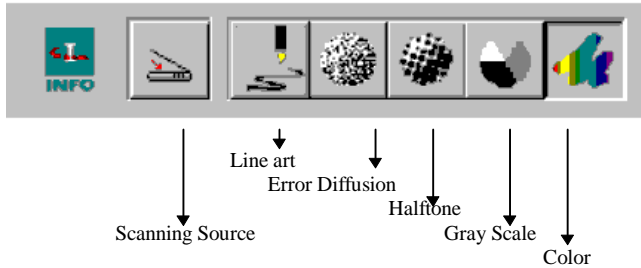 INFO
Line art
Error Diffusion
Halftone
Scanning Source
Gray Scale
Color